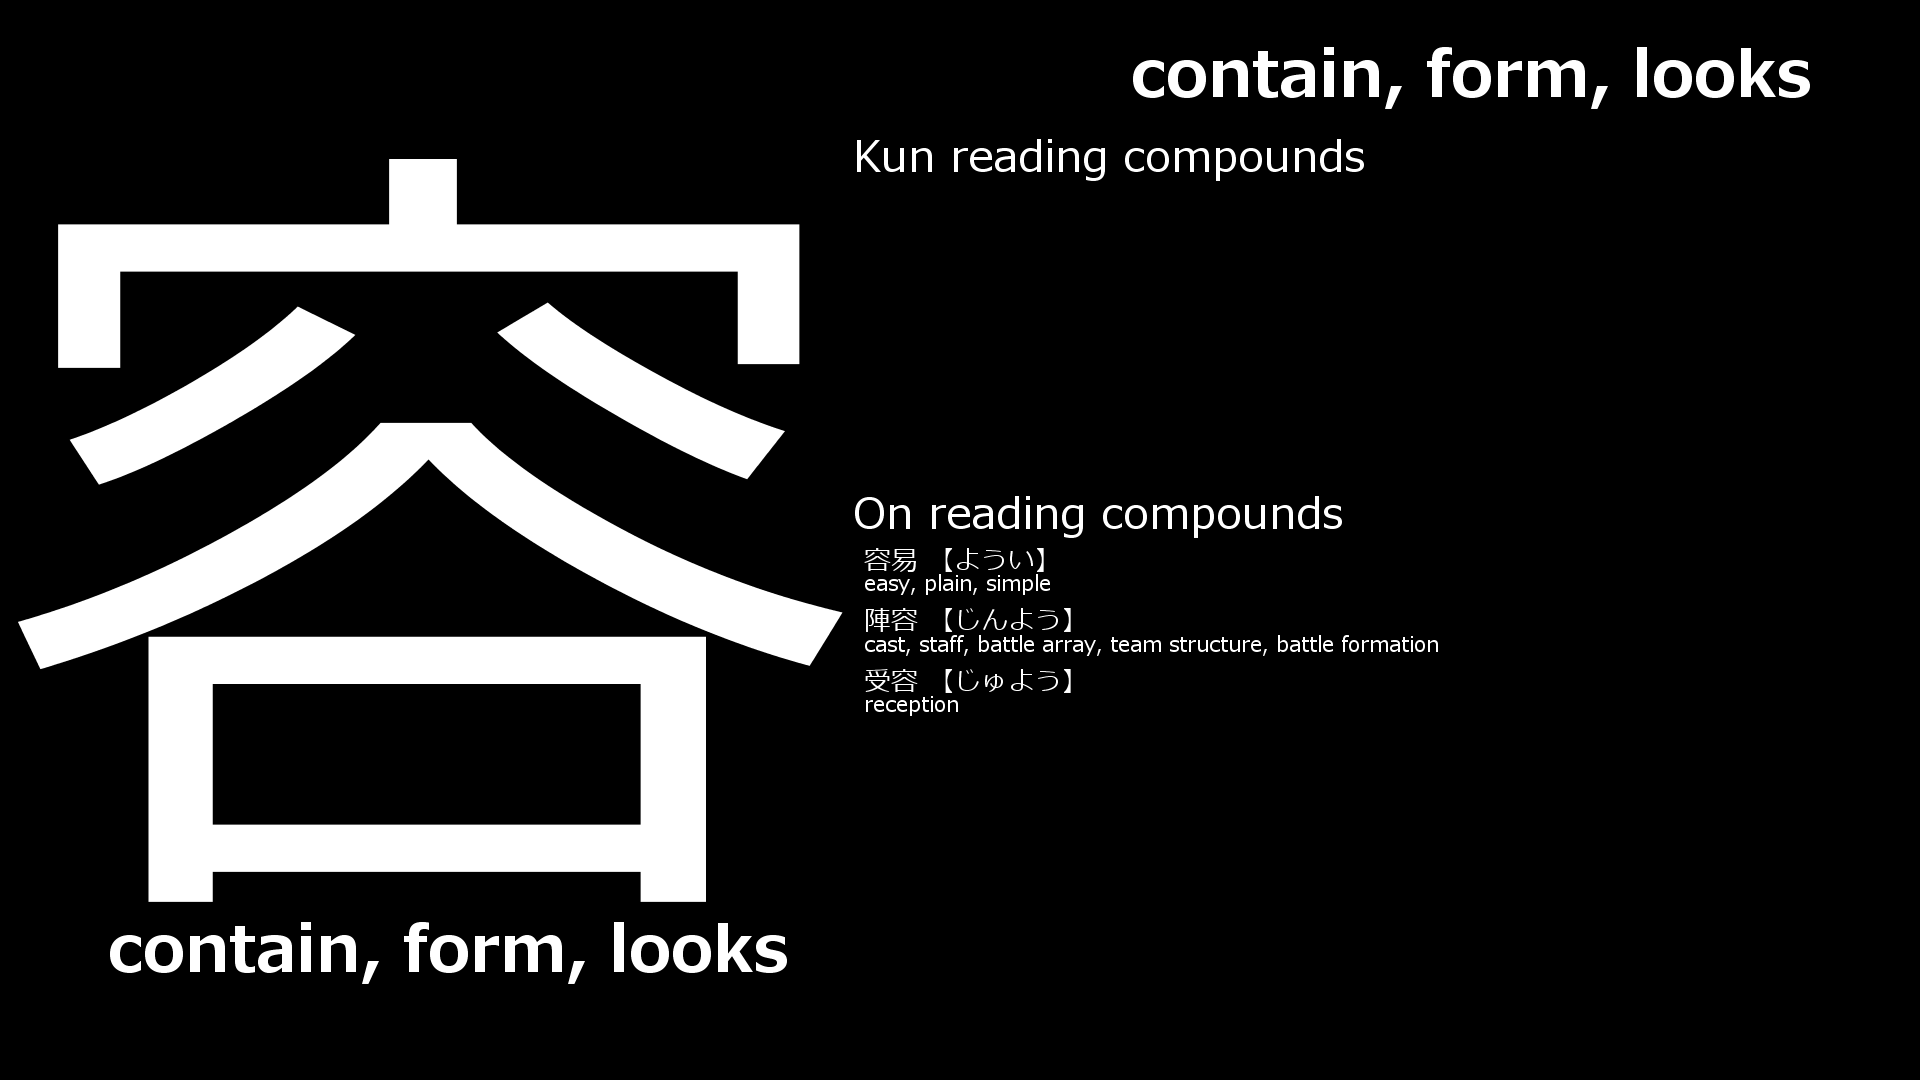 容
contain, form, looks
contain, form, looks
Kun reading compounds
On reading compounds
容易 【ようい】
easy, plain, simple
陣容 【じんよう】
cast, staff, battle array, team structure, battle formation
受容 【じゅよう】
reception